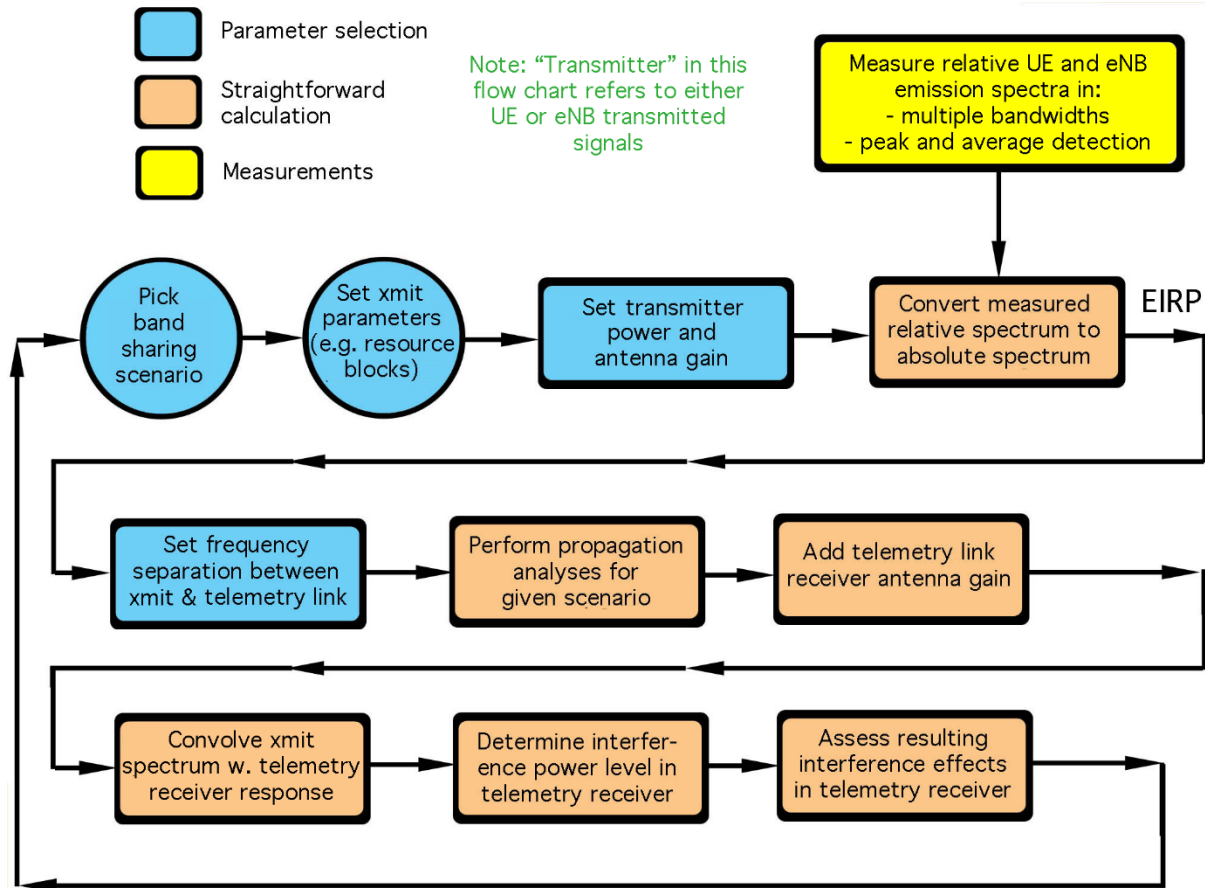 Parameter selection
Straightforward
calculation
Measurements
Note: “Transmitter” in this
flow chart refers to either
UE or eNB transmitted
signals
Measure relative UE and eNB
emission spectra in:
- multiple bandwidths
- peak and average detection
Pick
band
sharing
scenario
Set xmit
parameters
(e.g. resource
blocks)
Set transmitter
power and
antenna gain
Convert measured
relative spectrum to
absolute spectrum
EIRP
Set frequency
separation between
xmit & telemetry link
Perform propagation
analyses for
given scenario
Add telemetry link
receiver antenna gain
Convolve xmit
spectrum w. telemetry
receiver response
Determine interfer-
ence power level in
telemetry receiver
Assess resulting
interference effects
in telemetry receiver